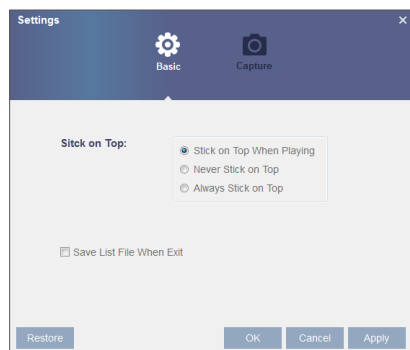 Settings
Basic
Capture
Sitck on Top:
Stick on Top When Playing
Never Stick on Top
Always Stick on Top
Save List File When Exit
Restore
OK
Cancel
Apply